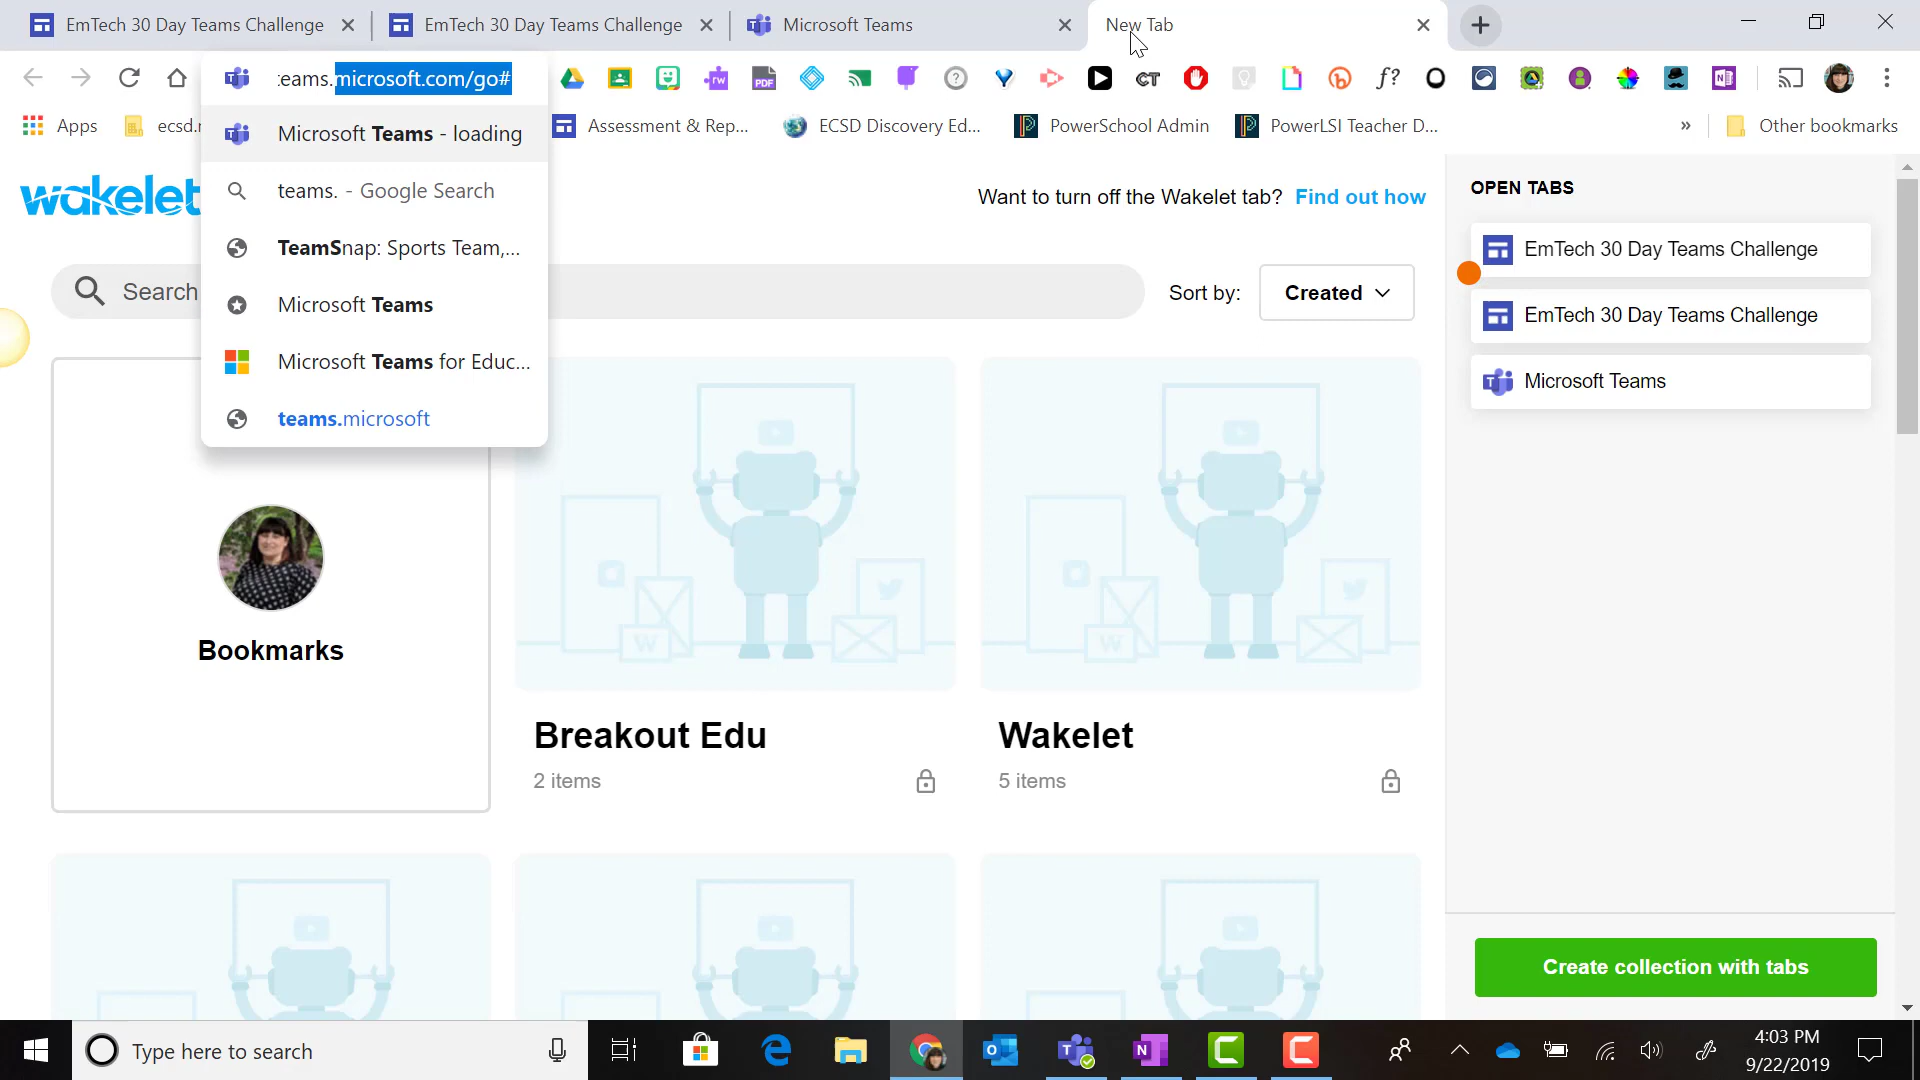 EmTech 30 Day Teams Challenge
EmTech 30 Day Teams Challenge
Microsoft Teams
New Tab
teams.microsoft.com/go#
CT
f?
Apps
ecsd.r
Assessment & Rep...
ECSD Discovery Ed...
PowerSchool Admin
PowerLSI Teacher D...
»
Other bookmarks
Microsoft Teams - loading
teams. - Google Search
TeamSnap: Sports Team,...
Microsoft Teams
Microsoft Teams for Educ...
teams.microsoft
wakelet
Want to turn off the Wakelet tab? Find out how
Search
Sort by:
Created
OPEN TABS
EmTech 30 Day Teams Challenge
EmTech 30 Day Teams Challenge
Microsoft Teams
Bookmarks
Breakout Edu
2 items
Wakelet
5 items
Create collection with tabs
Type here to search
4:03 PM
9/22/2019